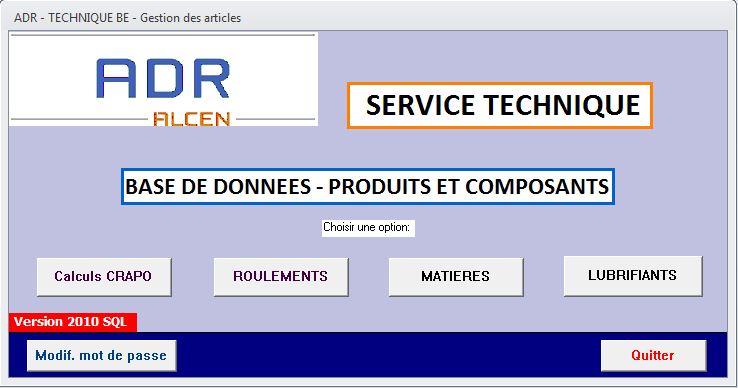 ADR - TECHNIQUE BE - Gestion des articles
ADR
ALCEN
SERVICE TECHNIQUE
BASE DE DONNEES - PRODUITS ET COMPOSANTS
Choisir une option:
Calculs CRAPO
ROULEMENTS
MATIERES
LUBRIFIANTS
Version 2010 SQL
Modif. mot de passe
Quitter